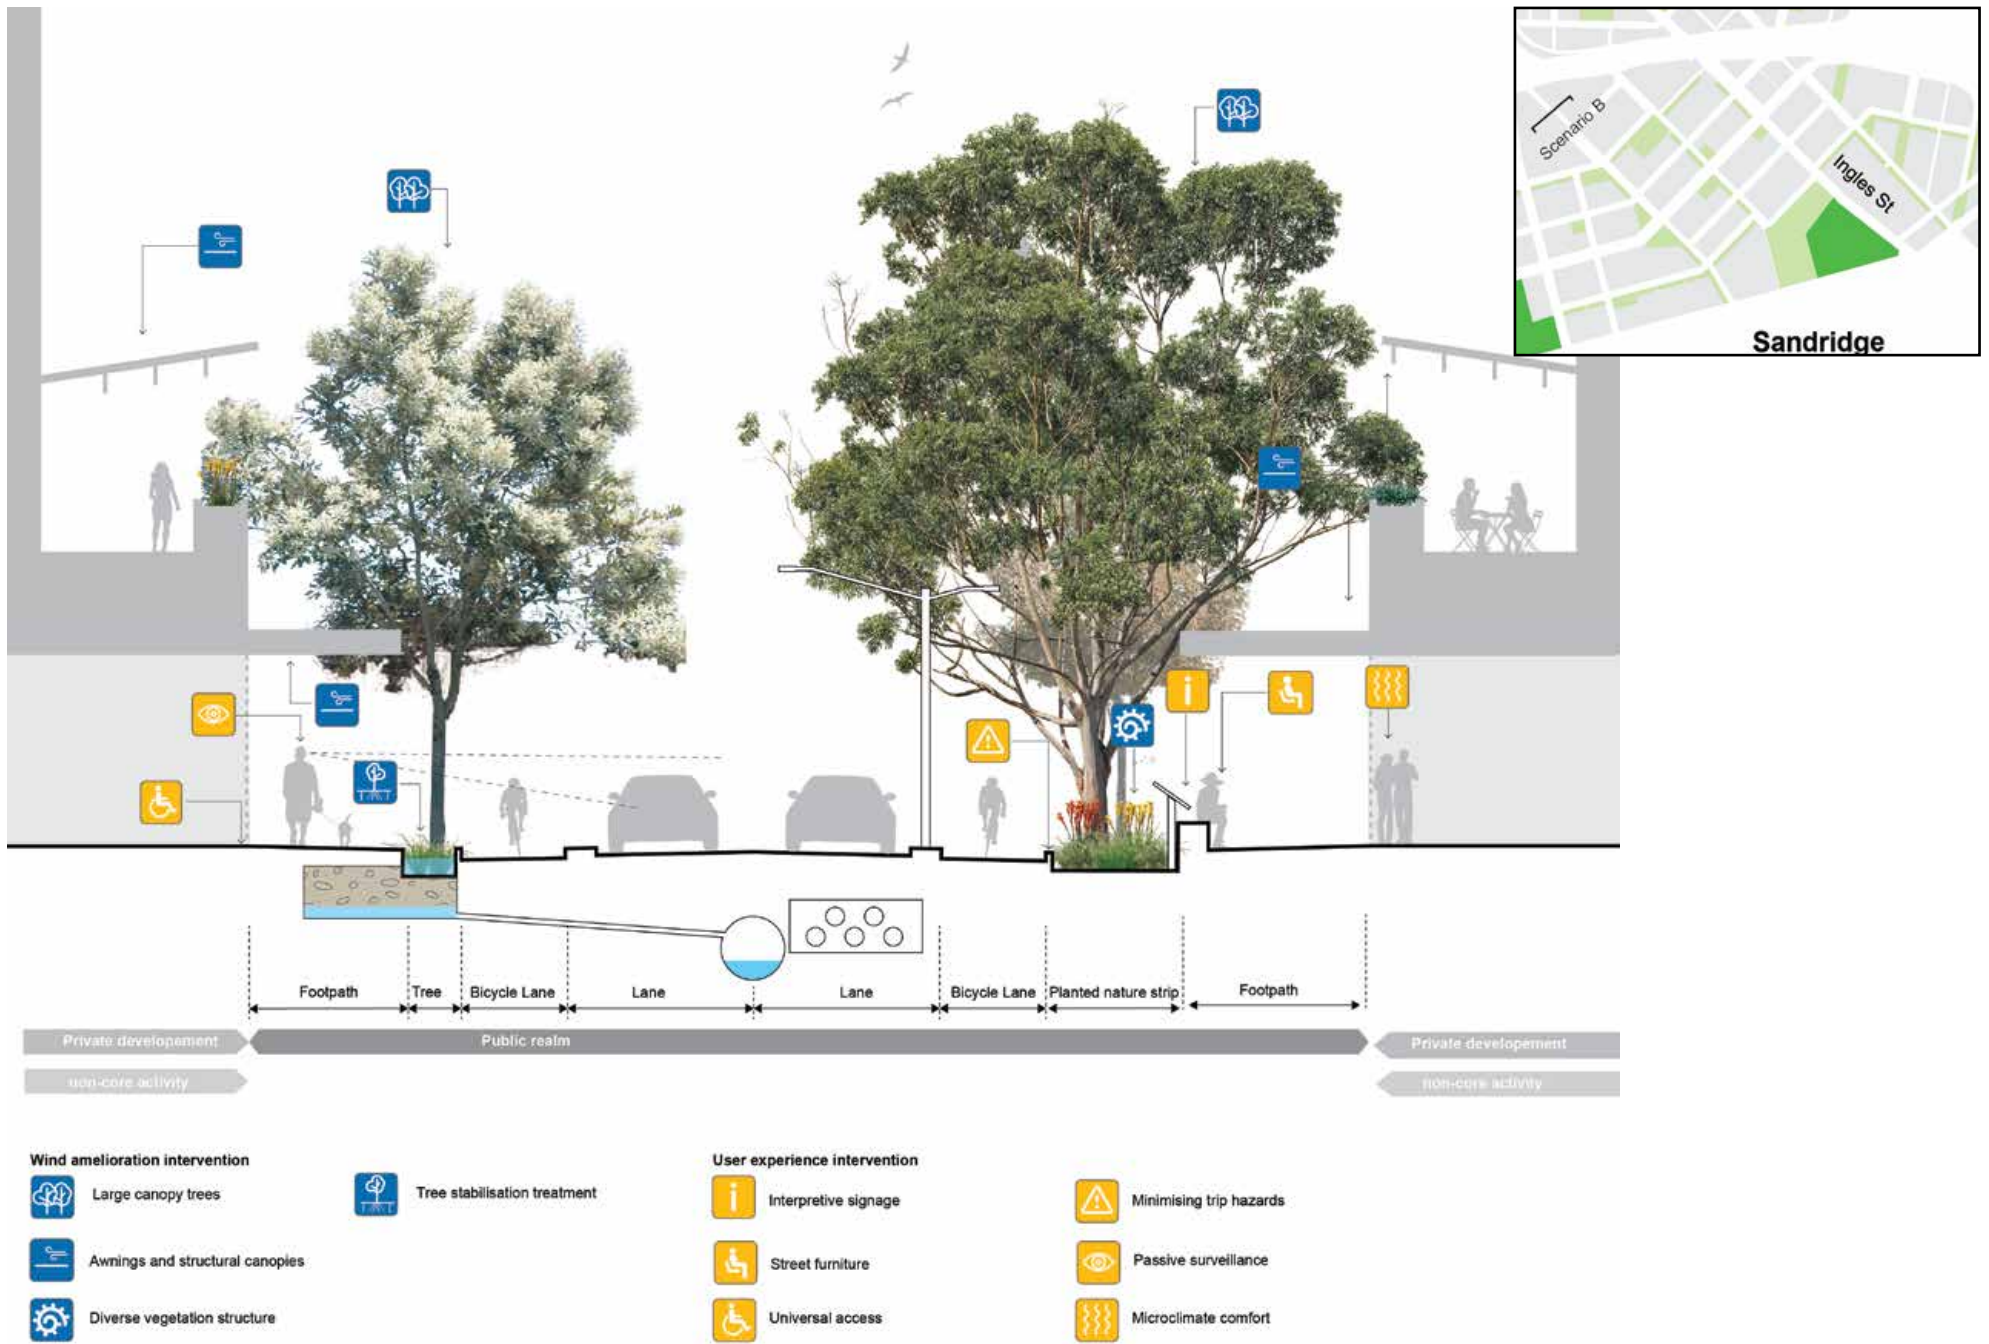 Scenario B
Ingles St
Sandridge
Footpath
Tree
Bicycle Lane
Lane
Lane
Bicycle Lane
Planted nature strip
Footpath
Private developement
Public realm
Private developement
non-core activity
non-core activity
Wind amelioration intervention
Large canopy trees
Tree stabilisation treatment
Awnings and structural canopies
Diverse vegetation structure
User experience intervention
Interpretive signage
Minimising trip hazards
Street furniture
Passive surveillance
Universal access
Microclimate comfort